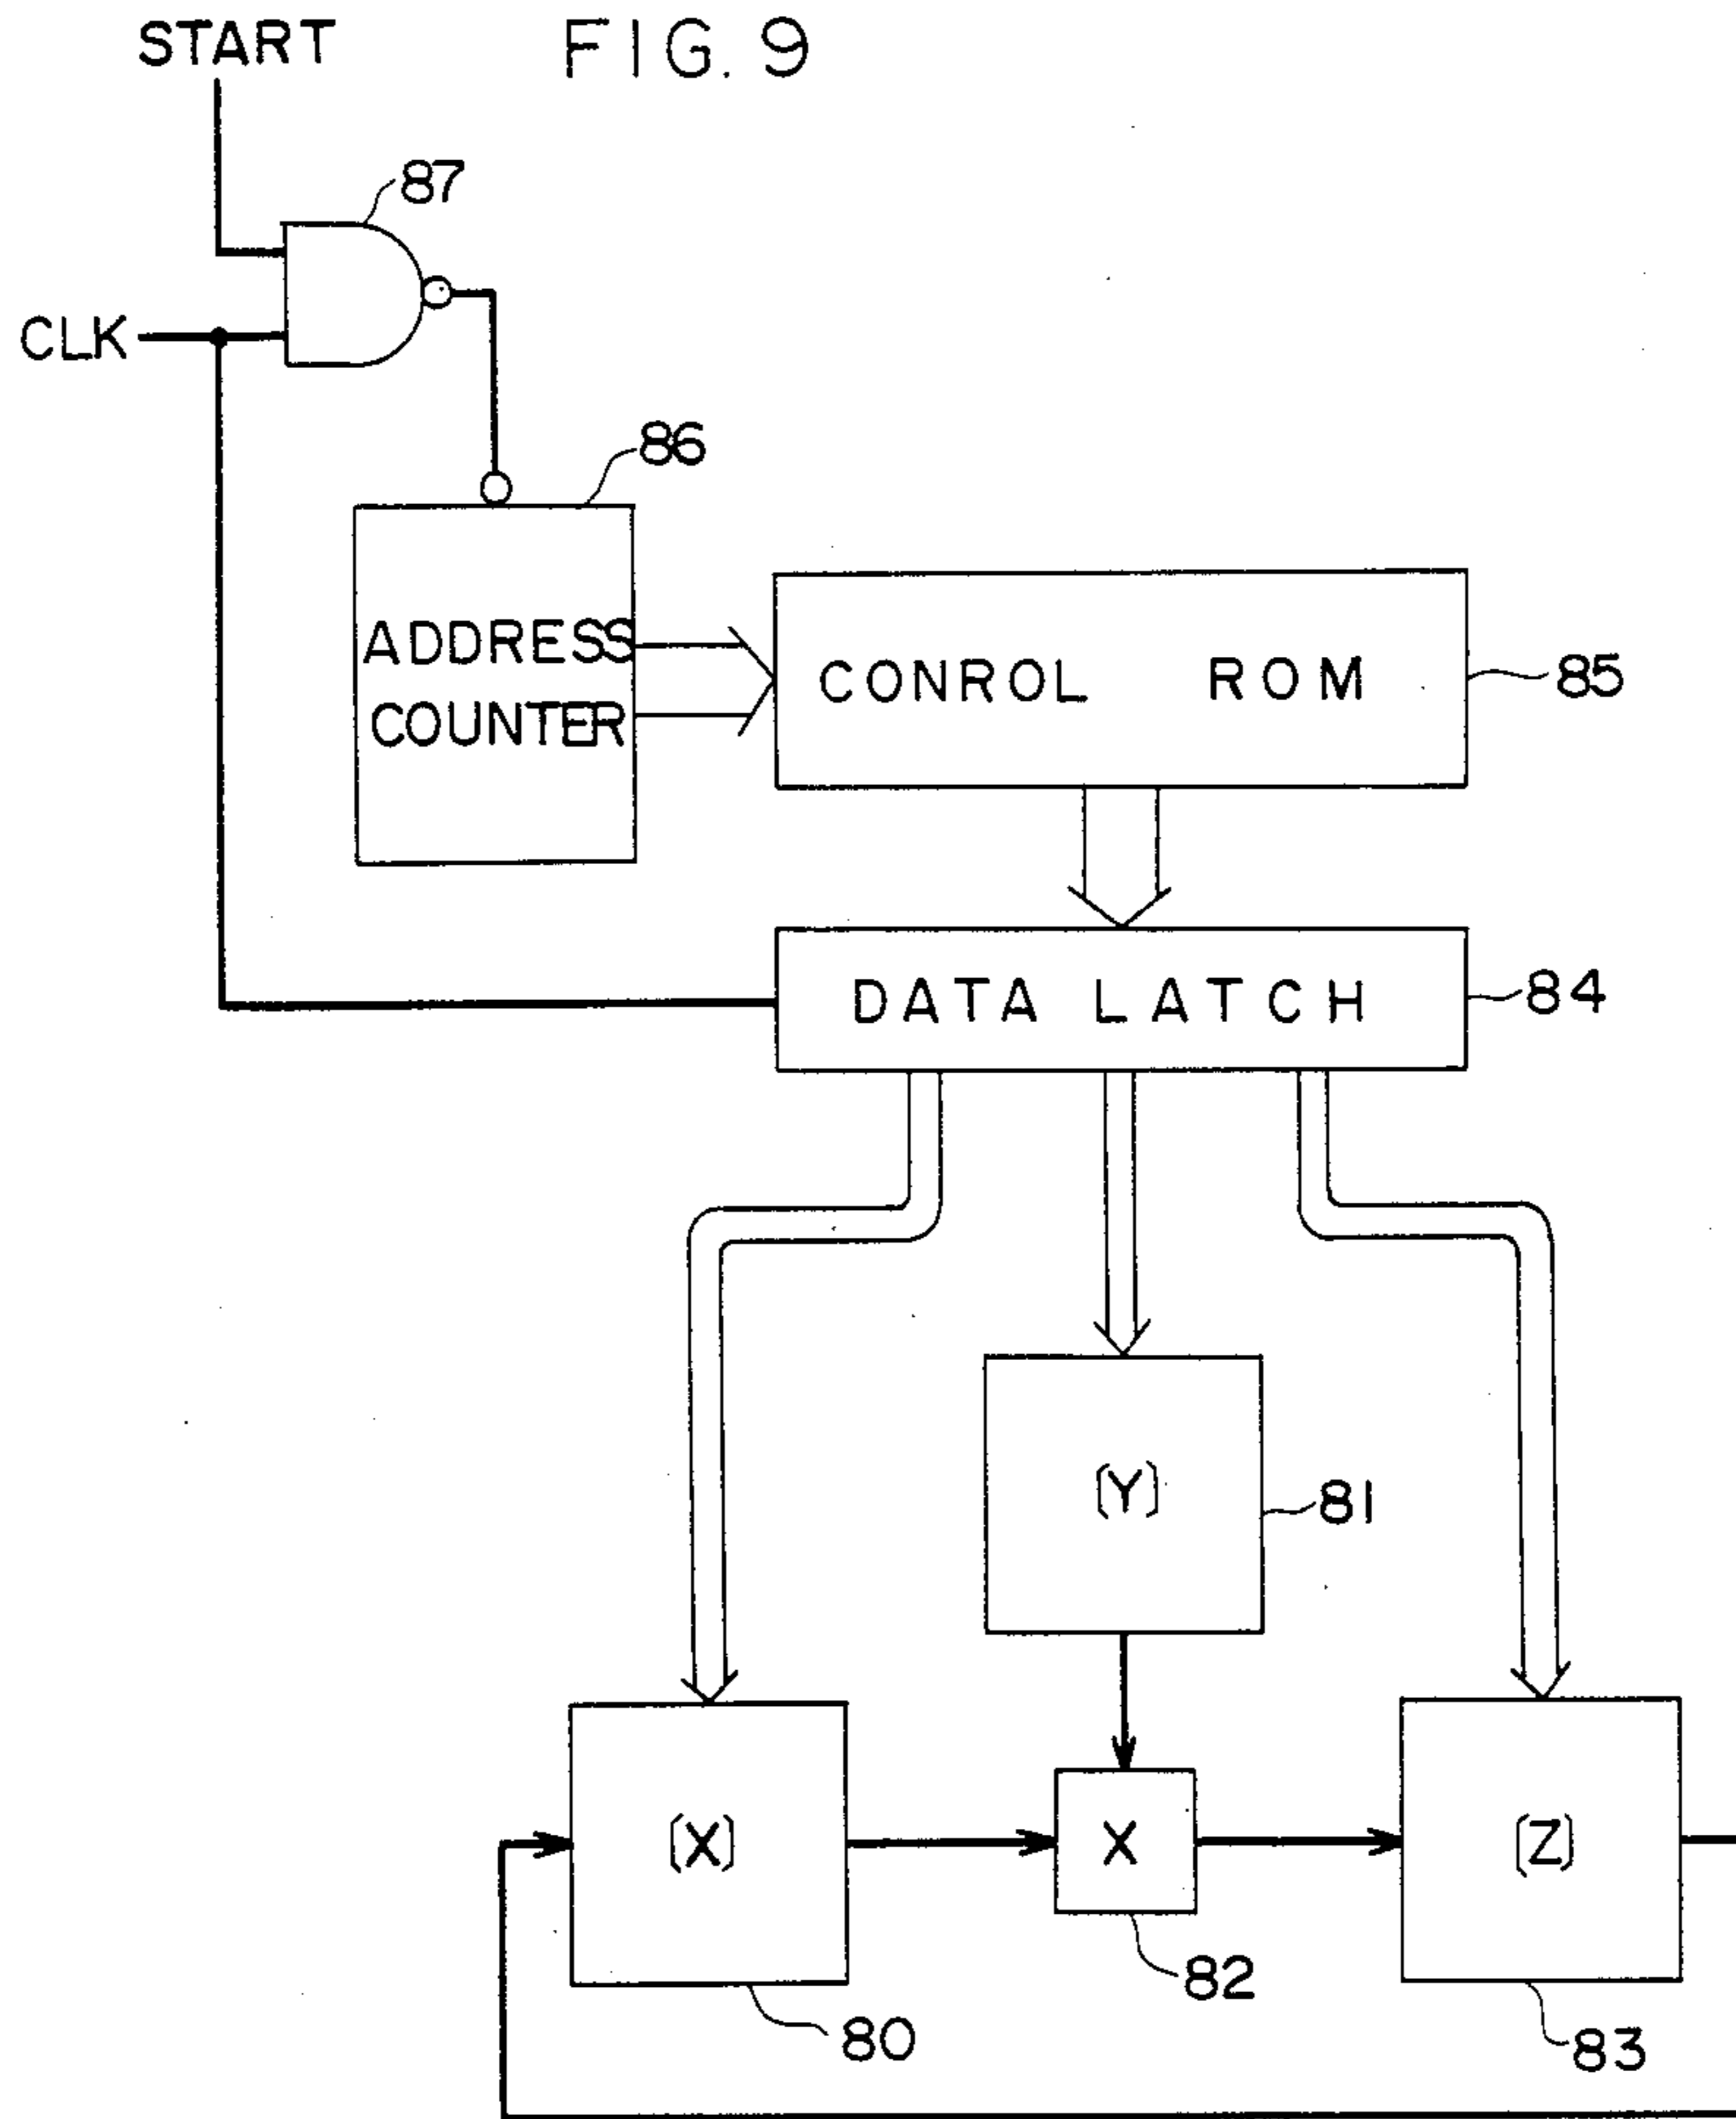 START
FIG. 9
87
CLK
86
ADDRESS
COUNTER
CONROL ROM
85
DATA LATCH
84
[Y]
81
[X]
X
[Z]
82
80
83